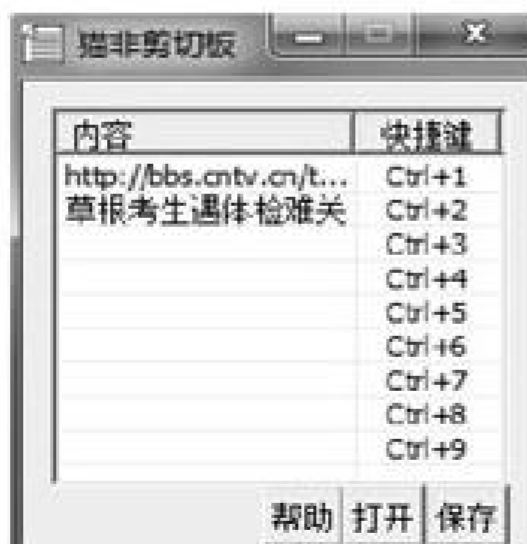 猫非剪切板
内容 快捷键
http://bbs.cntv.cn/t... Ctrl+1
草根考生遇体检难关 Ctrl+2
Ctrl+3
Ctrl+4
Ctrl+5
Ctrl+6
Ctrl+7
Ctrl+8
Ctrl+9
帮助 打开 保存